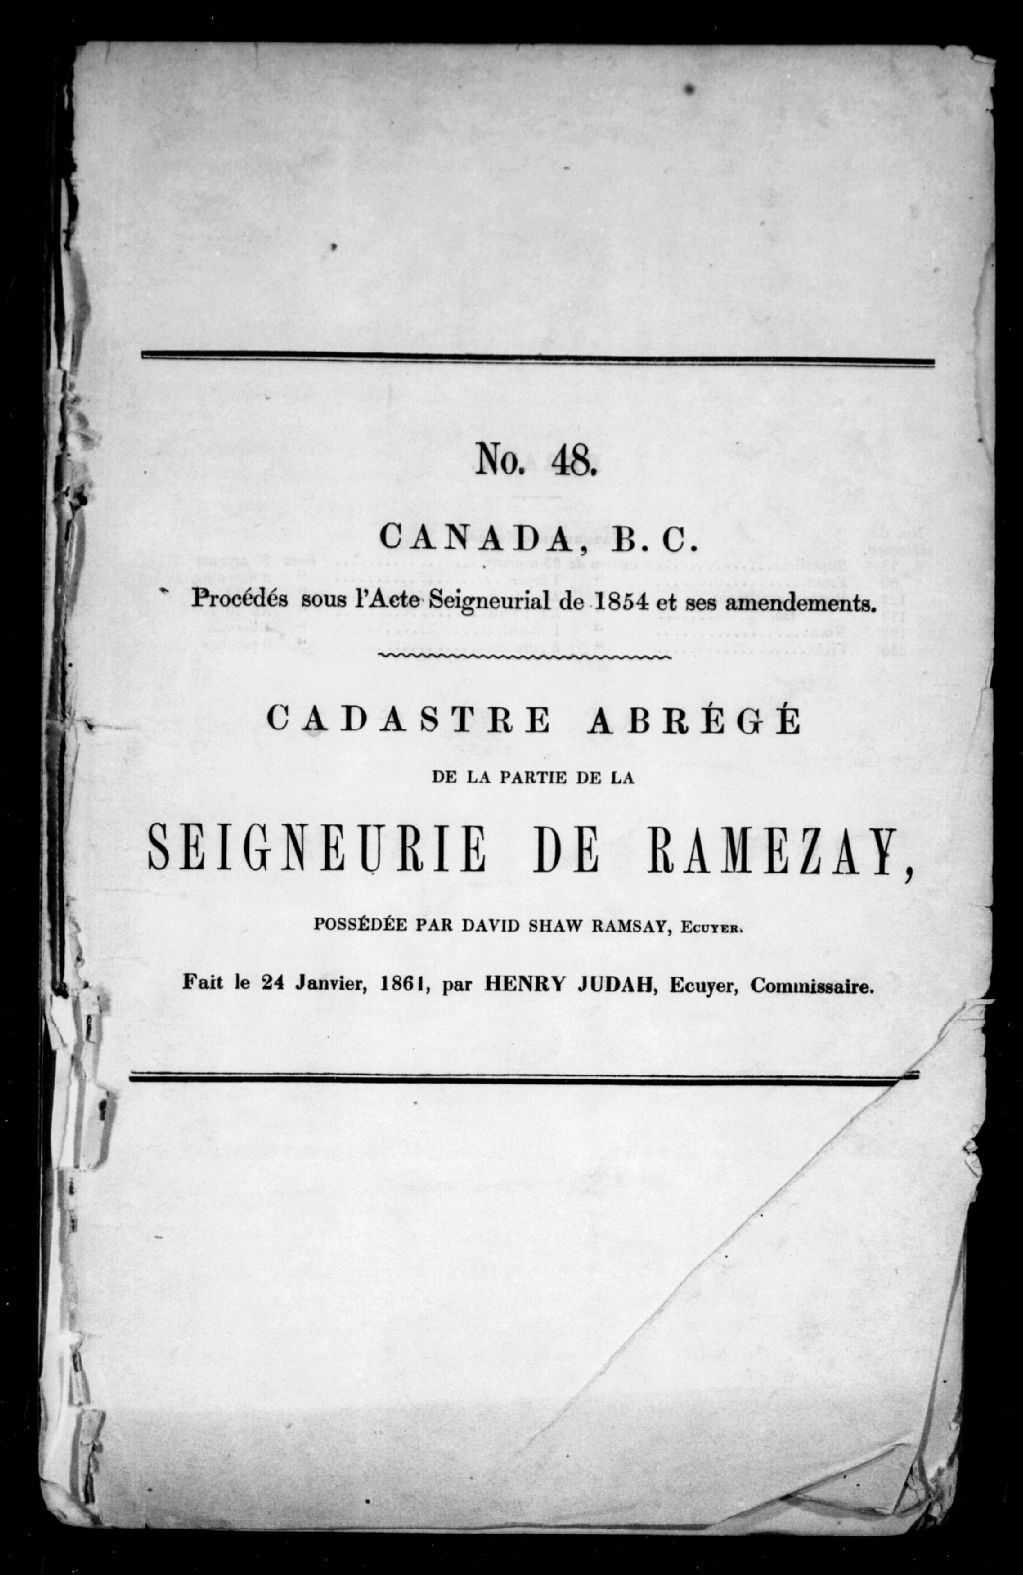 No. 48.
CANADA, B. C.
Procédés sous l'Acte Seigneurial de 1854 et ses amendements.
CADASTRE ABRÉGÉ
DE LA PARTIE DE LA
SEIGNEURIE DE RAMEZAY,
POSSÉDÉE PAR DAVID SHAW RAMSAY, ECUYER.
Fait le 24 Janvier, 1861, par HENRY JUDAH, Ecuyer, Commissaire.